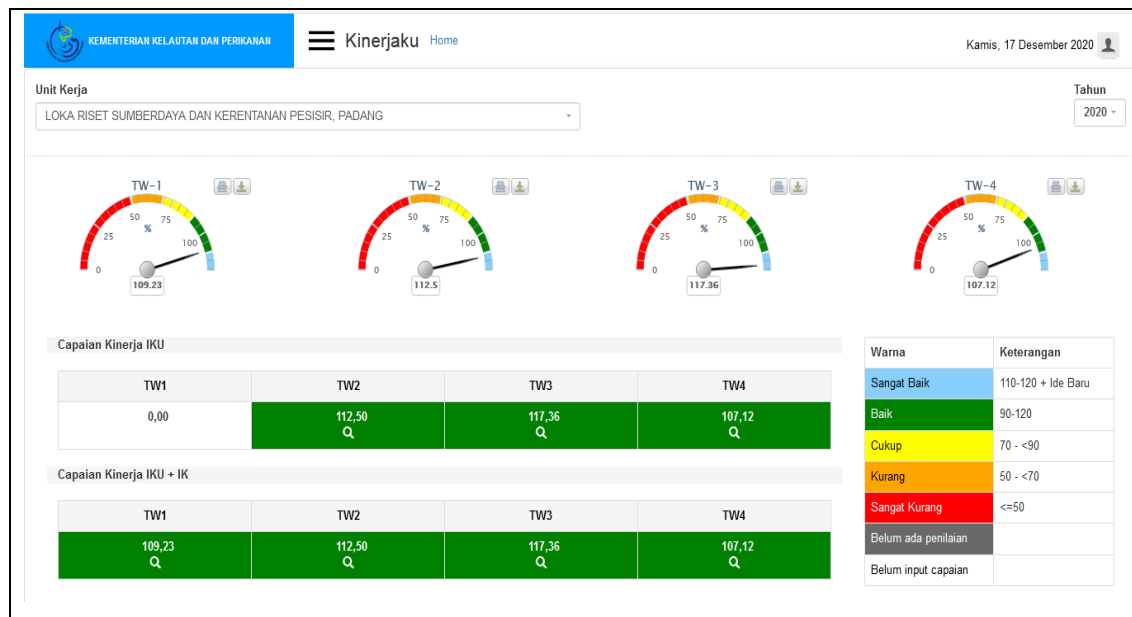 KEMENTERIAN KELAUTAN DAN PERIKANAN
Kinerjaku Home
Kamis, 17 Desember 2020
Unit Kerja
LOKA RISET SUMBERDAYA DAN KERENTANAN PESISIR, PADANG
Tahun
2020
TW-1
0 25 50 75 100
%
109.23
TW-2
0 25 50 75 100
%
112.5
TW-3
0 25 50 75 100
%
117.36
TW-4
0 25 50 75 100
%
107.12
Capaian Kinerja IKU
TW1 TW2 TW3 TW4
0,00 112,50 117,36 107,12
Capaian Kinerja IKU + IK
TW1 TW2 TW3 TW4
109,23 112,50 117,36 107,12
Warna Keterangan
Sangat Baik 110-120 + Ide Baru
Baik 90-120
Cukup 70 - <90
Kurang 50 - <70
Sangat Kurang <=50
Belum ada penilaian
Belum input capaian